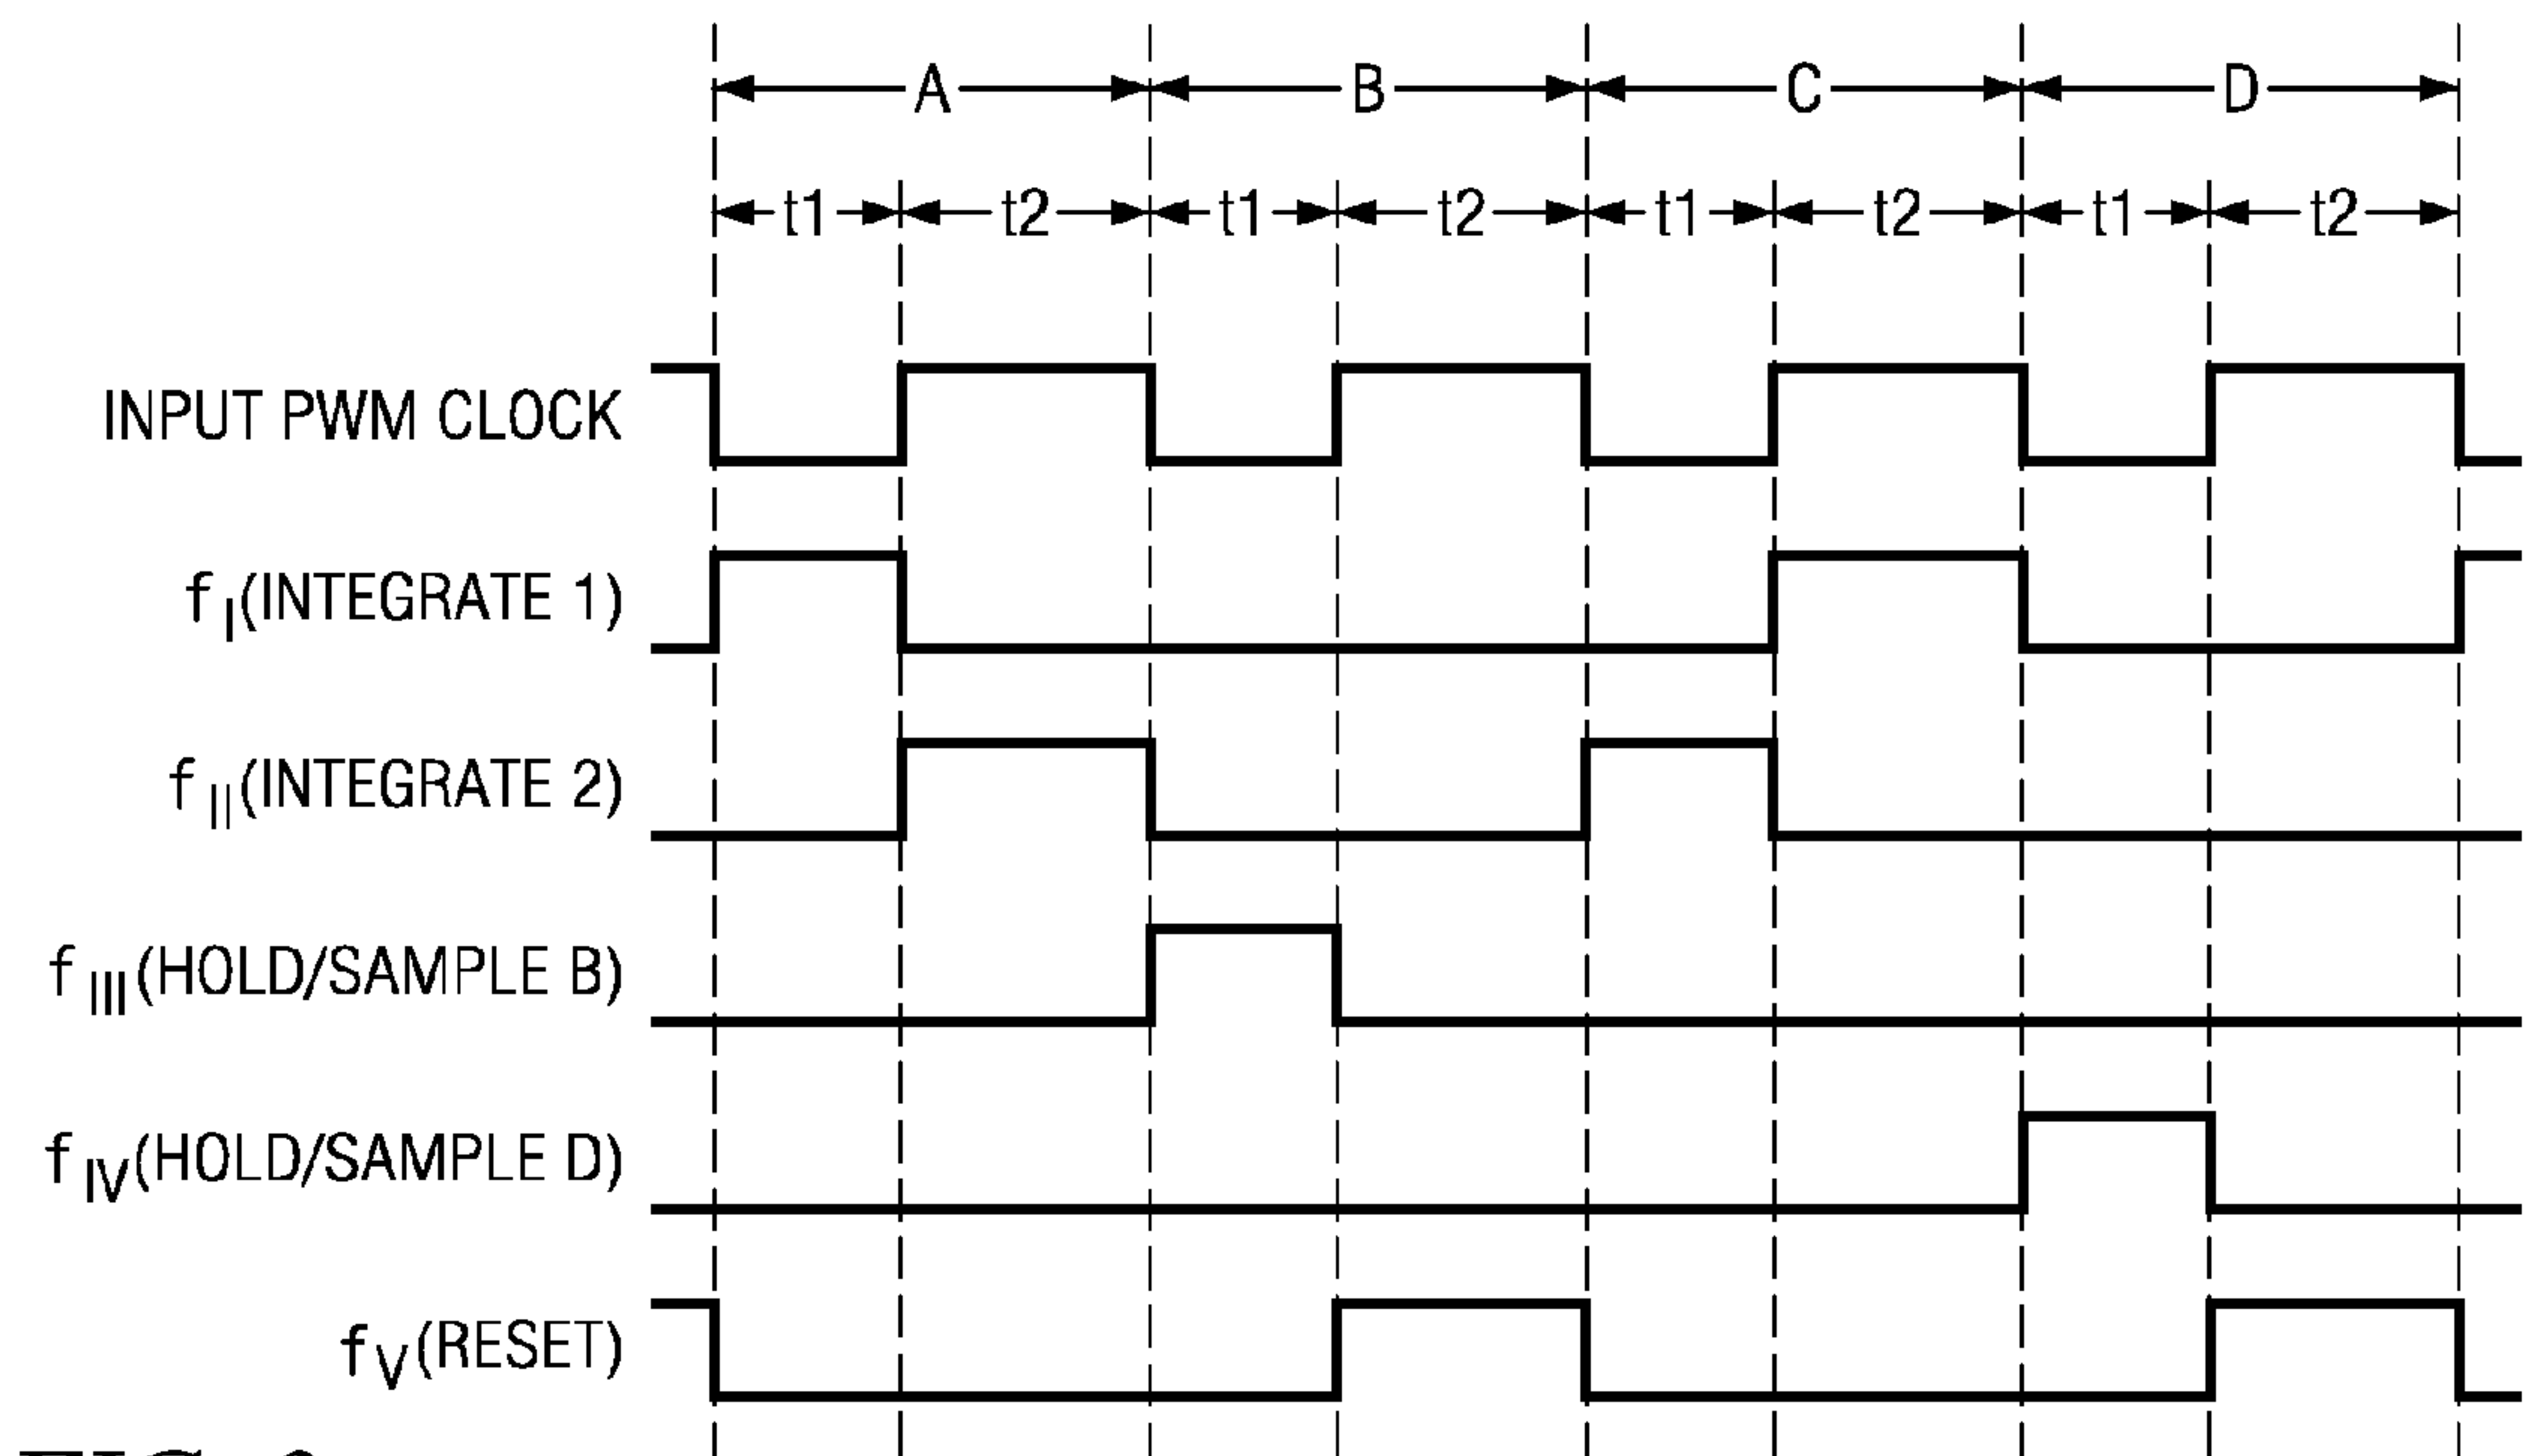 A B C D
t1 t2 t1 t2 t1 t2 t1 t2
INPUT PWM CLOCK
f I (INTEGRATE 1)
f II (INTEGRATE 2)
f III (HOLD/SAMPLE B)
f IV (HOLD/SAMPLE D)
f V (RESET)